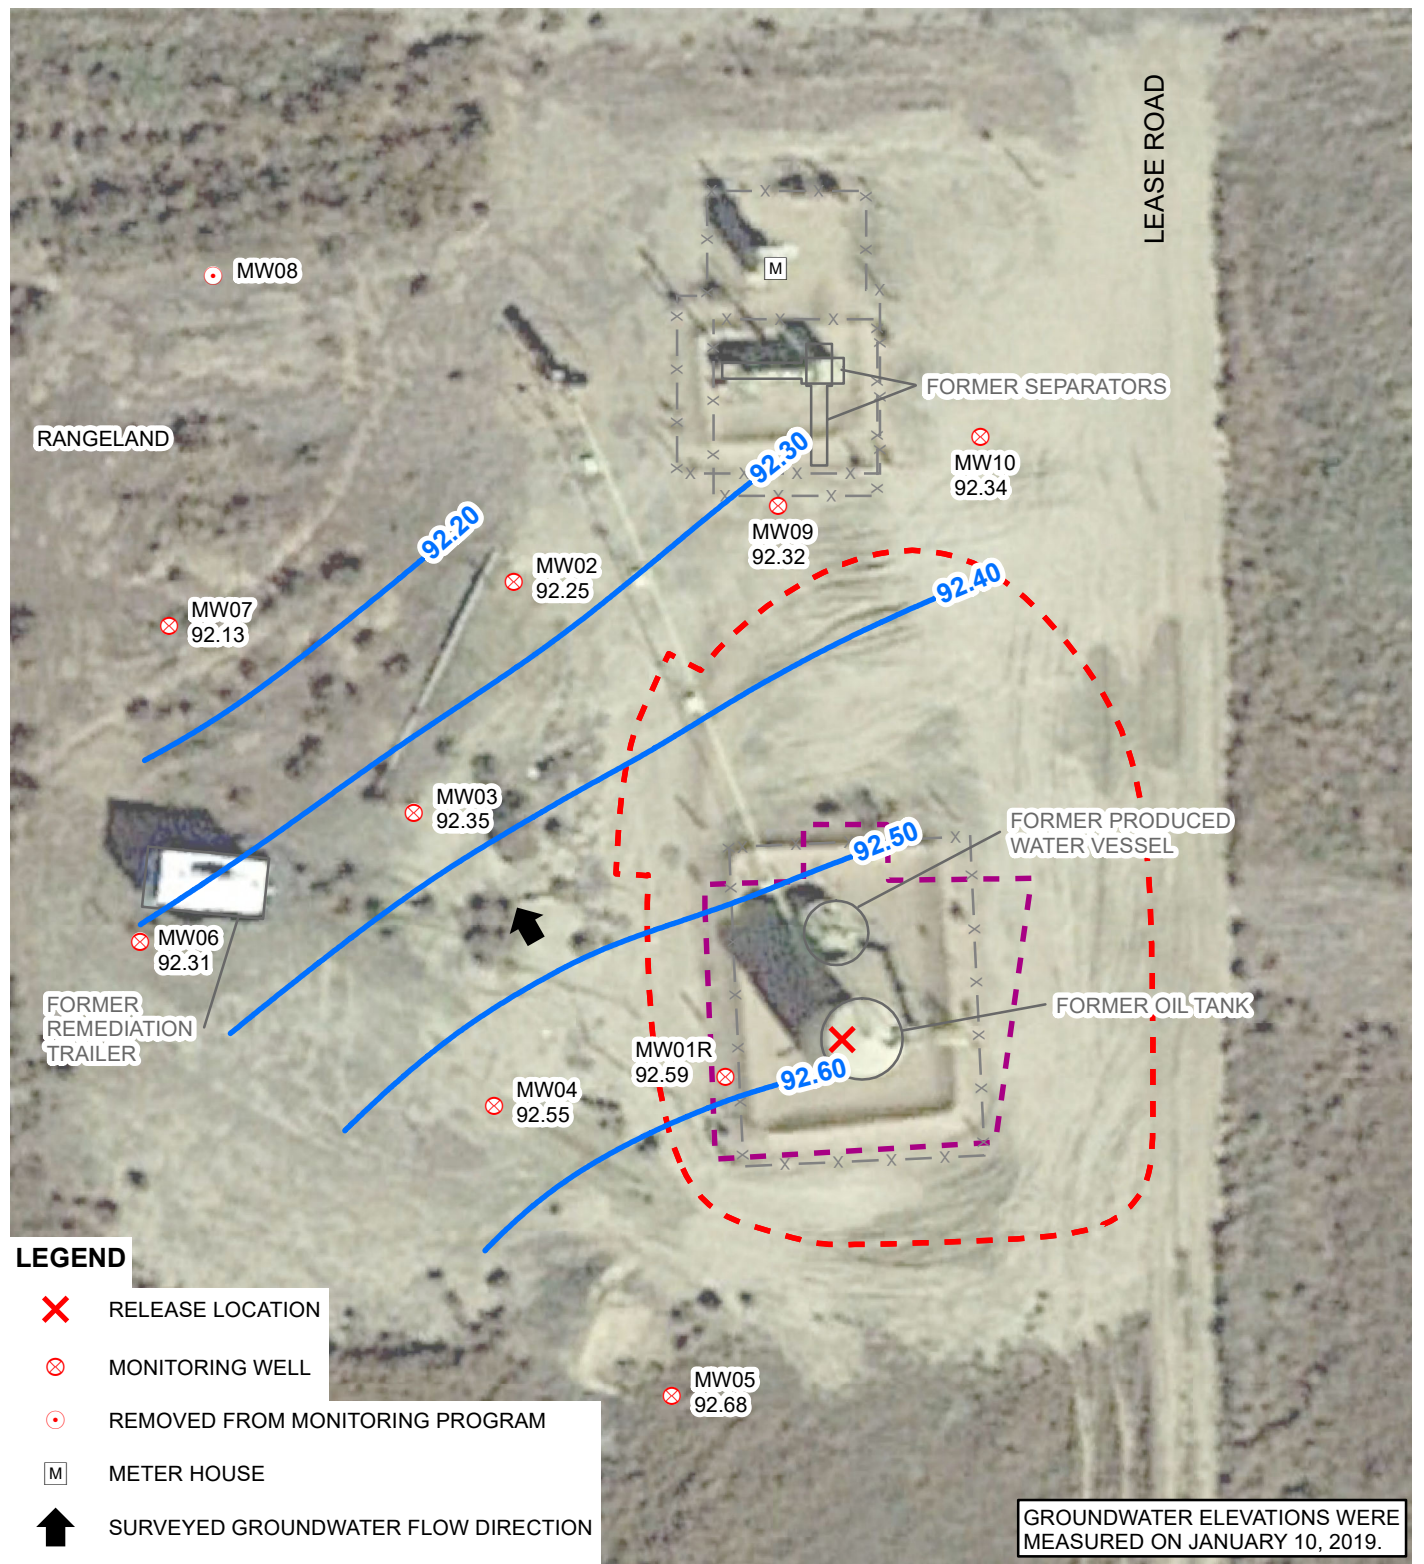 LEASE ROAD
MW08
M
FORMER SEPARATORS
RANGELAND
92.30
MW10
92.34
92.20
MW09
92.32
MW02
92.25
92.40
MW07
92.13
MW03
92.35
FORMER PRODUCED
WATER VESSEL
92.50
MW06
92.31
FORMER
REMEDIATION
TRAILER
FORMER OIL TANK
MW01R
92.59
92.60
MW04
92.55
MW05
92.68
LEGEND
RELEASE LOCATION
MONITORING WELL
REMOVED FROM MONITORING PROGRAM
M METER HOUSE
SURVEYED GROUNDWATER FLOW DIRECTION
GROUNDWATER ELEVATIONS WERE
MEASURED ON JANUARY 10, 2019.